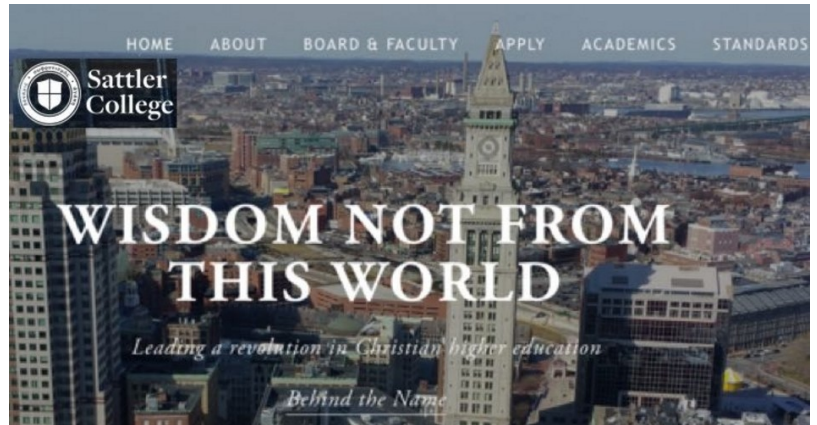 HOME ABOUT BOARD & FACULTY APPLY ACADEMICS STANDARDS
Sattler
College
WISDOM NOT FROM
THIS WORLD
Leading a revolution in Christian higher education
Behind the Name